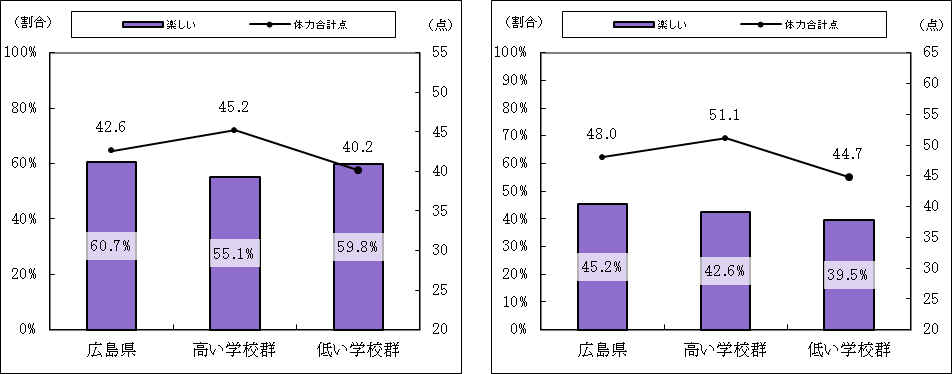 (割合) 楽しい 体力合計点 (点)
100% 55
80% 50
60% 45
40% 40
20% 35
0% 30
25
20
42.6 45.2 40.2
60.7% 55.1% 59.8%
広島県 高い学校群 低い学校群
(割合) 楽しい 体力合計点 (点)
100% 65
90% 60
80% 55
70% 50
60% 45
50% 40
40% 35
30% 30
20% 25
10% 20
0%
48.0 51.1 44.7
45.2% 42.6% 39.5%
広島県 高い学校群 低い学校群